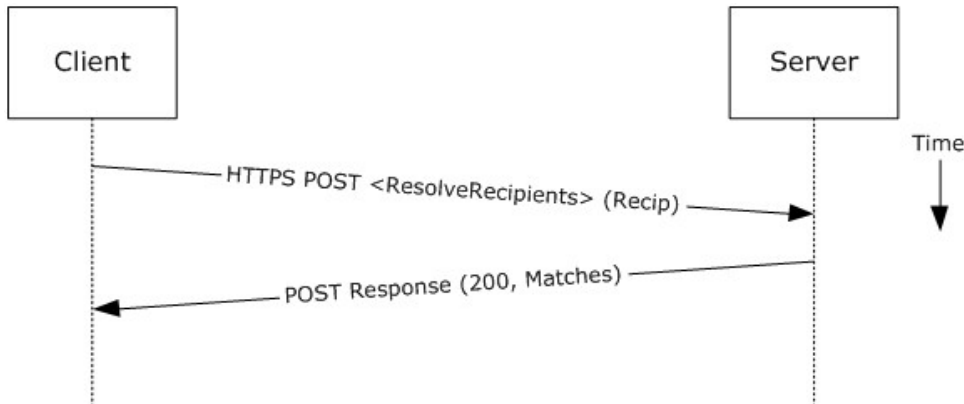 Client
Server
Time
HTTPS POST <ResolveRecipients> (Recip)
POST Response (200, Matches)